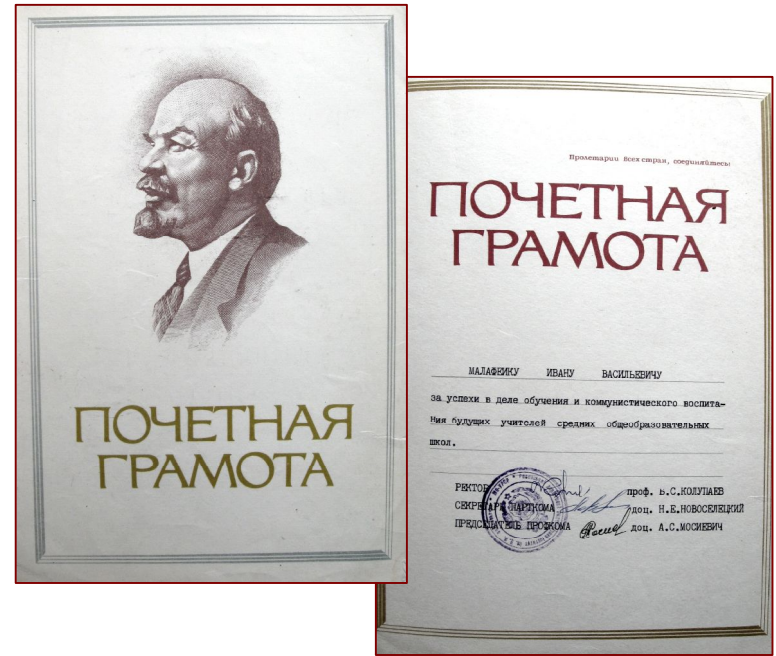 ПОЧЕТНАЯ
ГРАМОТА
Пролетарии всех стран, соединяйтесь!
ПОЧЕТНАЯ
ГРАМОТА
МАЛАФЕИКУ ИВАНУ ВАСИЛЬЕВИЧУ
за успехи в деле обучения и коммунистического воспита-
ния будущих учителей средних общеобразовательных
школ.
РЕКТОР проф. Б.С.КОЛУПАЕВ
СЕКРЕТАРЬ ПАРТКОМА доц. Н.Е.НОВОСЕЛЕЦКИЙ
ПРЕДСЕДАТЕЛЬ ПРОФКОМА доц. А.С.МОСИЕВИЧ